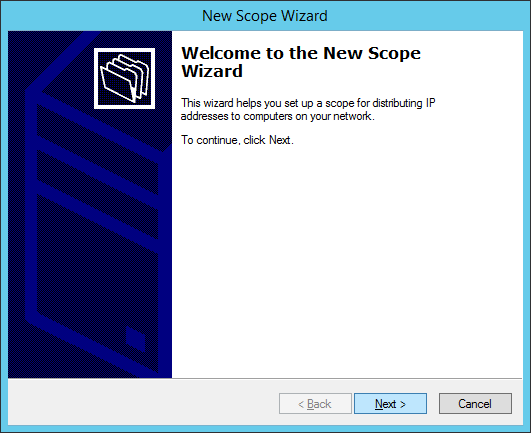 New Scope Wizard
Welcome to the New Scope
Wizard
This wizard helps you set up a scope for distributing IP
addresses to computers on your network.
To continue, click Next.
< Back
Next >
Cancel